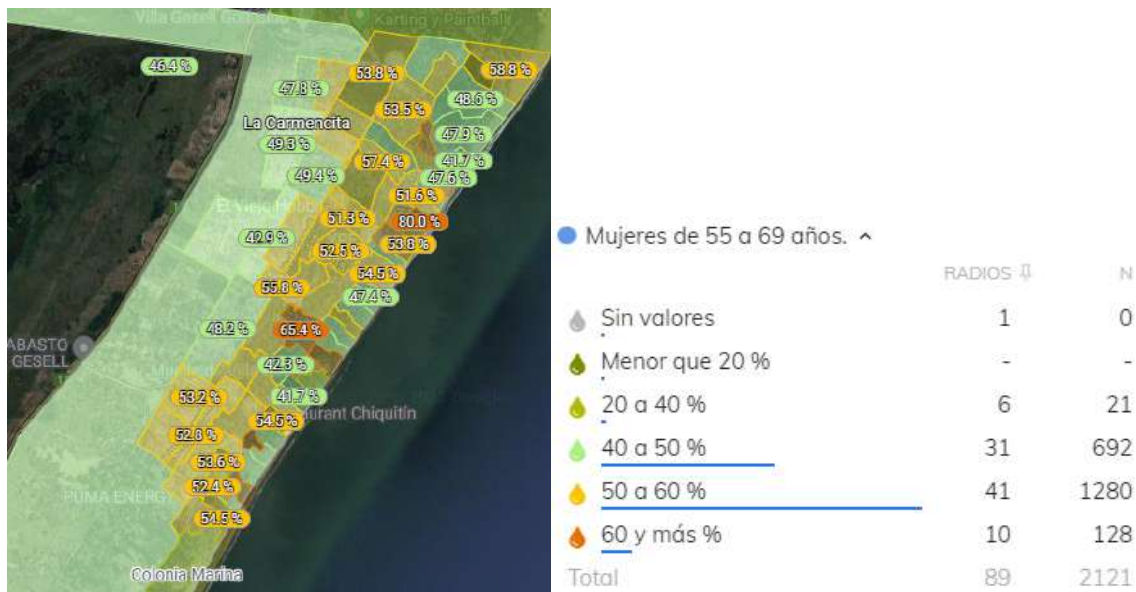 Villa Gesell Golf Club
Karting y Paintball
46.4 %
53.8 %
58.8 %
47.8 %
48.6 %
53.5 %
La Carmencita
47.9 %
49.3 %
57.4 %
41.7 %
49.4 %
47.6 %
51.6 %
El Viejo
51.3 %
80.0 %
42.9 %
52.5 %
53.8 %
54.5 %
55.8 %
47.4 %
48.2 %
65.4 %
ABASTO
GESELL
42.3 %
53.2 %
41.7 %
54.5 %
urant Chiquitín
52.8 %
53.6 %
52.4 %
PUMA ENERGY
54.5 %
Colonia Marina
Mujeres de 55 a 69 años.
RADIOS N
Sin valores 1 0
Menor que 20 % - -
20 a 40 % 6 21
40 a 50 % 31 692
50 a 60 % 41 1280
60 y más % 10 128
Total 89 2121